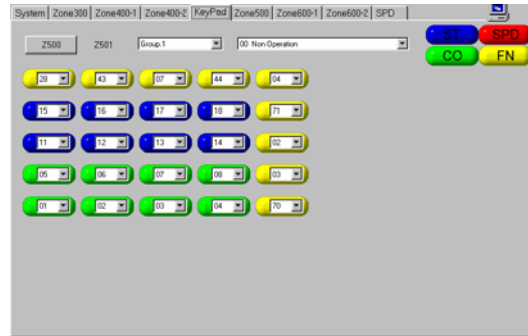 System Zone300 Zone400-1 Zone400-2 KeyPad Zone500 Zone600-1 Zone600-2 SPD
ST SPD
Z500 Z501 Group.1 00 Non Operation
CO FN
28 43 07 44 04
15 16 17 18 71
11 12 13 14 02
05 06 07 08 03
01 02 03 04 70